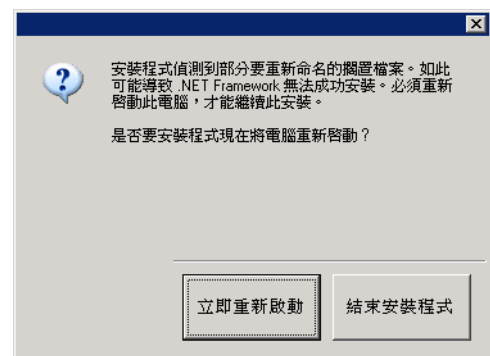 安裝程式偵測到部分要重新命名的擱置檔案。如此
可能導致 .NET Framework 無法成功安裝。必須重新
啓動此電腦，才能繼續此安裝。
是否要安裝程式現在將電腦重新啓動？
立即重新啟動
結束安裝程式